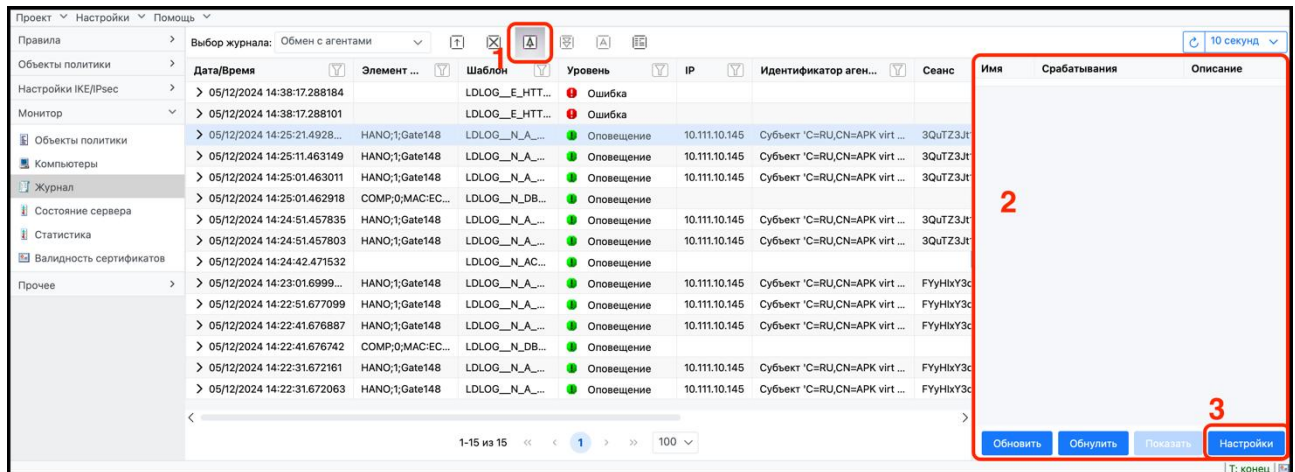 Проект Настройки Помощь
Правила
Объекты политики
Настройки IKE/IPsec
Монитор
Объекты политики
Компьютеры
Журнал
Состояние сервера
Статистика
Валидность сертификатов
Прочее
Выбор журнала: Обмен с агентами
1
10 секунд
Дата/Время Элемент ... Шаблон Уровень IP Идентификатор аген... Сеанс
05/12/2024 14:38:17.288184 LDLOG__E_HTT... Ошибка
05/12/2024 14:38:17.288101 LDLOG__E_HTT... Ошибка
05/12/2024 14:25:21.4928... HANO;1;Gate148 LDLOG__N_A_... Оповещение 10.111.10.145 Субъект 'C=RU,CN=APK virt ... 3QuTZ3Jt
05/12/2024 14:25:11.463149 HANO;1;Gate148 LDLOG__N_A_... Оповещение 10.111.10.145 Субъект 'C=RU,CN=APK virt ... 3QuTZ3Jt
05/12/2024 14:25:01.463011 HANO;1;Gate148 LDLOG__N_A_... Оповещение 10.111.10.145 Субъект 'C=RU,CN=APK virt ... 3QuTZ3Jt
05/12/2024 14:25:01.462918 COMP;0;MAC:EC... LDLOG__N_DB... Оповещение
05/12/2024 14:24:51.457835 HANO;1;Gate148 LDLOG__N_A_... Оповещение 10.111.10.145 Субъект 'C=RU,CN=APK virt ... 3QuTZ3Jt
05/12/2024 14:24:51.457803 HANO;1;Gate148 LDLOG__N_A_... Оповещение 10.111.10.145 Субъект 'C=RU,CN=APK virt ... 3QuTZ3Jt
05/12/2024 14:24:42.471532 LDLOG__N_AC... Оповещение
05/12/2024 14:23:01.6999... HANO;1;Gate148 LDLOG__N_A_... Оповещение 10.111.10.145 Субъект 'C=RU,CN=APK virt ... FYyHIxY3c
05/12/2024 14:22:51.677099 HANO;1;Gate148 LDLOG__N_A_... Оповещение 10.111.10.145 Субъект 'C=RU,CN=APK virt ... FYyHIxY3c
05/12/2024 14:22:41.676887 HANO;1;Gate148 LDLOG__N_A_... Оповещение 10.111.10.145 Субъект 'C=RU,CN=APK virt ... FYyHIxY3c
05/12/2024 14:22:41.676742 COMP;0;MAC:EC... LDLOG__N_DB... Оповещение
05/12/2024 14:22:31.672161 HANO;1;Gate148 LDLOG__N_A_... Оповещение 10.111.10.145 Субъект 'C=RU,CN=APK virt ... FYyHIxY3c
05/12/2024 14:22:31.672063 HANO;1;Gate148 LDLOG__N_A_... Оповещение 10.111.10.145 Субъект 'C=RU,CN=APK virt ... FYyHIxY3c
1-15 из 15 « ‹ 1 › » 100
Имя Срабатывания Описание
2
3
Обновить Обнулить Показать Настройки
T: конец